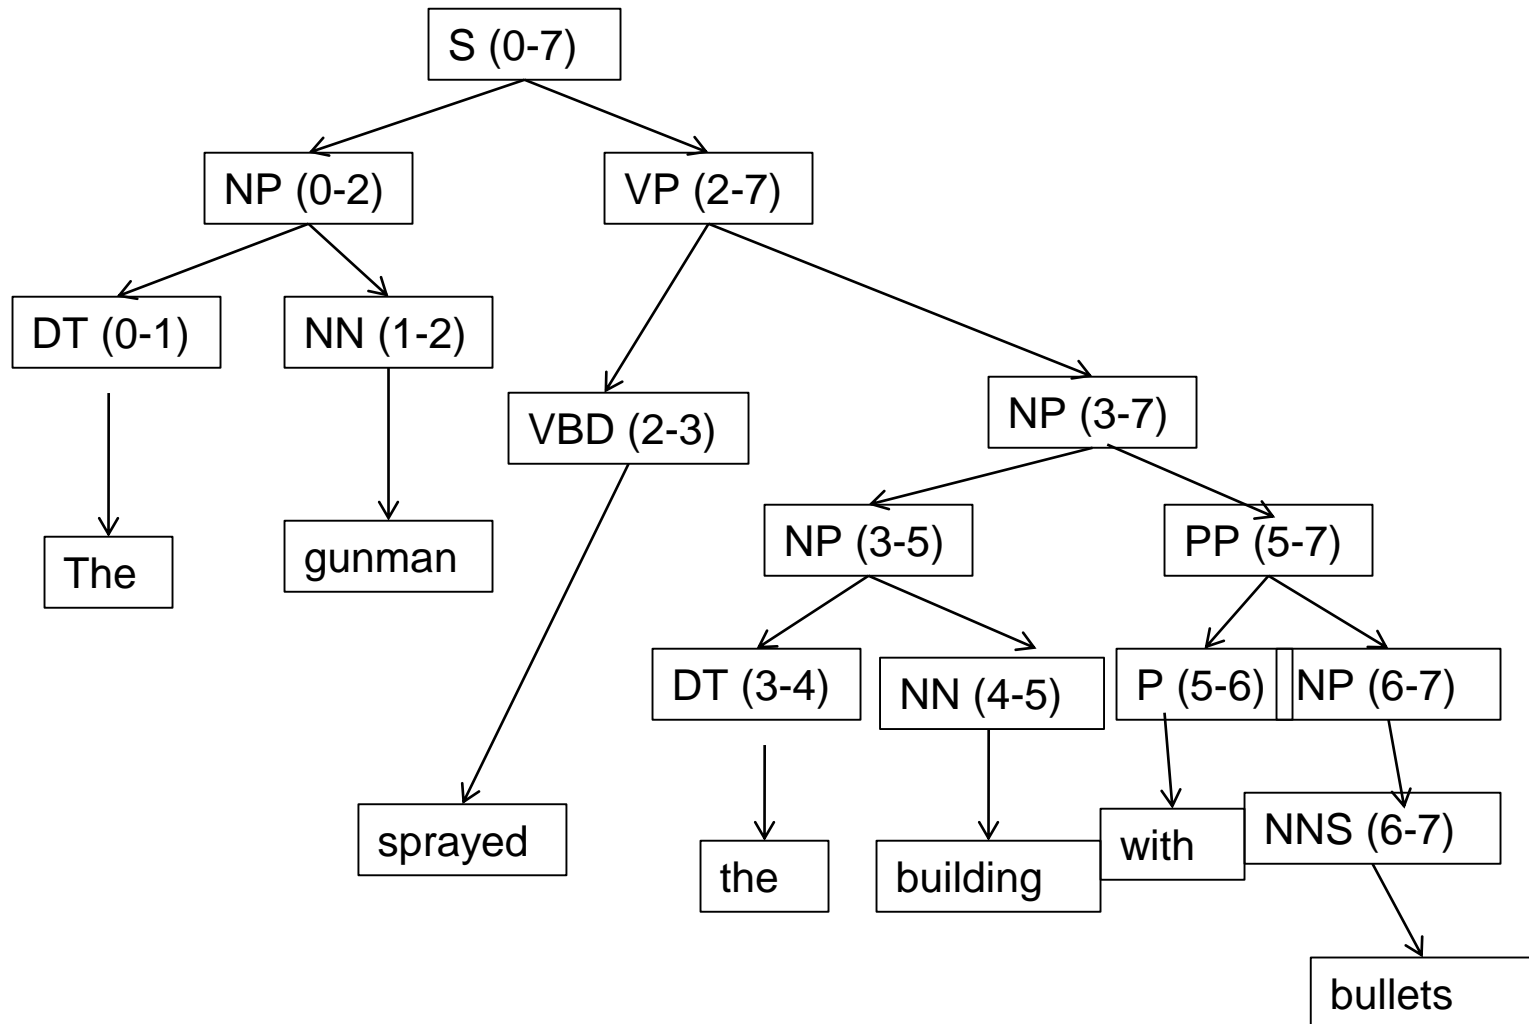 S (0-7)
NP (0-2)
VP (2-7)
DT (0-1)
NN (1-2)
VBD (2-3)
NP (3-7)
The
gunman
NP (3-5)
PP (5-7)
DT (3-4)
NN (4-5)
P (5-6)
NP (6-7)
sprayed
the
building
with
NNS (6-7)
bullets